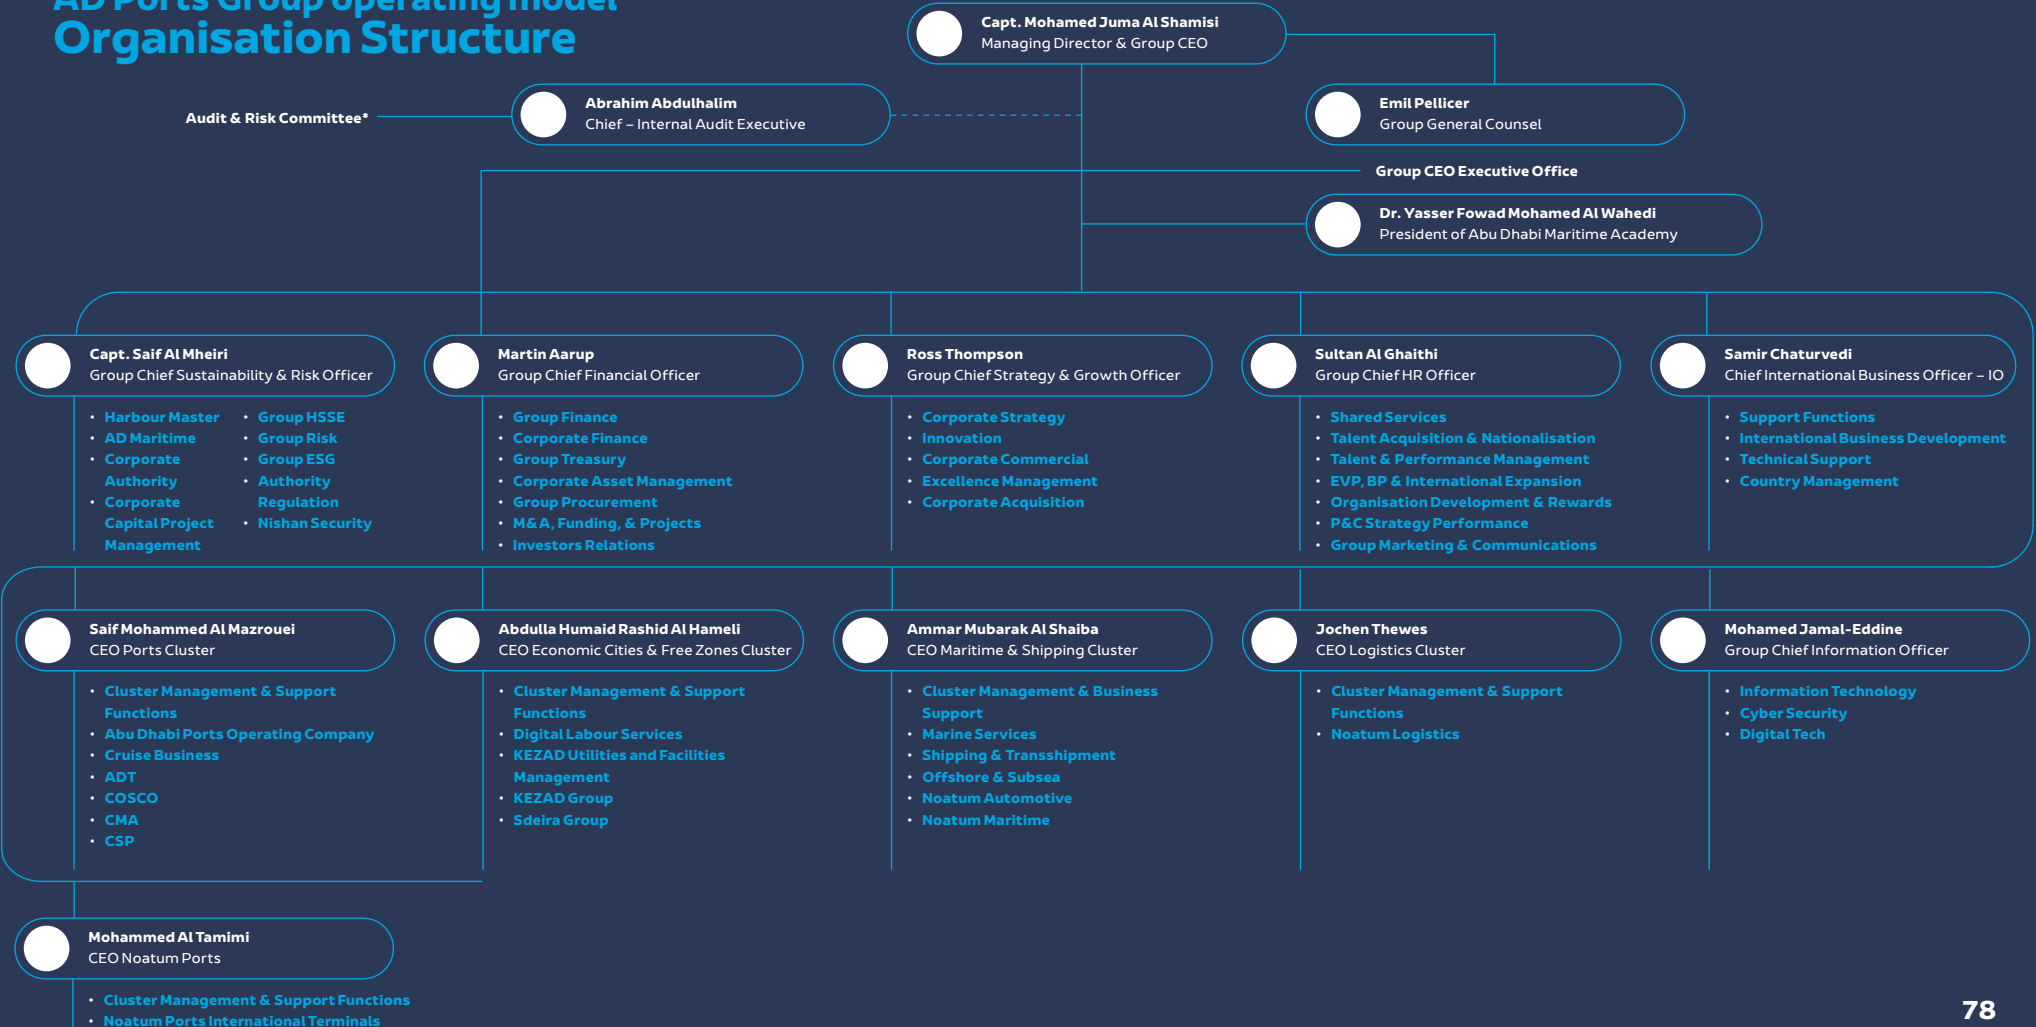 AD Ports Group operating model
Organisation Structure
Capt. Mohamed Juma Al Shamisi
Managing Director & Group CEO
Audit & Risk Committee*
Abrahim Abdulhalim
Chief – Internal Audit Executive
Emil Pellicer
Group General Counsel
Group CEO Executive Office
Dr. Yasser Fowad Mohamed Al Wahedi
President of Abu Dhabi Maritime Academy
Capt. Saif Al Mheiri
Group Chief Sustainability & Risk Officer
• Harbour Master
• AD Maritime
• Corporate
Authority
• Corporate
Capital Project
Management
• Group HSSE
• Group Risk
• Group ESG
• Authority
Regulation
• Nishan Security
Martin Aarup
Group Chief Financial Officer
• Group Finance
• Corporate Finance
• Group Treasury
• Corporate Asset Management
• Group Procurement
• M&A, Funding, & Projects
• Investors Relations
Ross Thompson
Group Chief Strategy & Growth Officer
• Corporate Strategy
• Innovation
• Corporate Commercial
• Excellence Management
• Corporate Acquisition
Sultan Al Ghaithi
Group Chief HR Officer
• Shared Services
• Talent Acquisition & Nationalisation
• Talent & Performance Management
• EVP, BP & International Expansion
• Organisation Development & Rewards
• P&C Strategy Performance
• Group Marketing & Communications
Samir Chaturvedi
Chief International Business Officer – IO
• Support Functions
• International Business Development
• Technical Support
• Country Management
Saif Mohammed Al Mazrouei
CEO Ports Cluster
• Cluster Management & Support
Functions
• Abu Dhabi Ports Operating Company
• Cruise Business
• ADT
• COSCO
• CMA
• CSP
Abdulla Humaid Rashid Al Hameli
CEO Economic Cities & Free Zones Cluster
• Cluster Management & Support
Functions
• Digital Labour Services
• KEZAD Utilities and Facilities
Management
• KEZAD Group
• Sdeira Group
Ammar Mubarak Al Shaiba
CEO Maritime & Shipping Cluster
• Cluster Management & Business
Support
• Marine Services
• Shipping & Transshipment
• Offshore & Subsea
• Noatum Automotive
• Noatum Maritime
Jochen Thewes
CEO Logistics Cluster
• Cluster Management & Support
Functions
• Noatum Logistics
Mohamed Jamal-Eddine
Group Chief Information Officer
• Information Technology
• Cyber Security
• Digital Tech
Mohammed Al Tamimi
CEO Noatum Ports
• Cluster Management & Support Functions
• Noatum Ports International Terminals
78